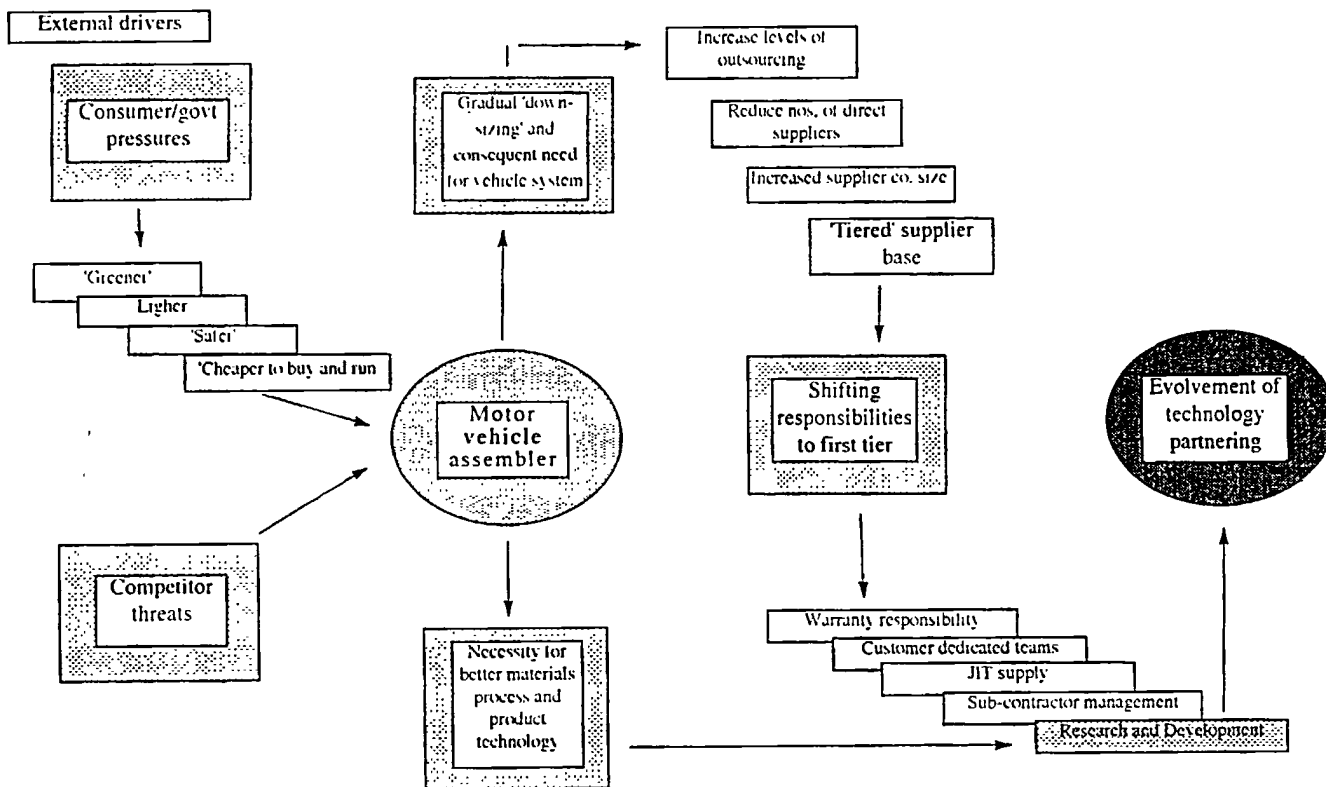 External drivers
Consumer/govt
pressures
'Greener'
Ligher
'Safer'
'Cheaper to buy and run
Competitor
threats
Gradual 'down-
sizing' and
consequent need
for vehicle system
Motor
vehicle
assembler
Necessity for
better materials
process and
product
technology
Increase levels of
outsourcing
Reduce nos. of direct
suppliers
Increased supplier co. size
'Tiered' supplier
base
Shifting
responsibilities
to first tier
Warranty responsibility
Customer dedicated teams
JIT supply
Sub-contractor management
Research and Development
Evolvement of
technology
partnering